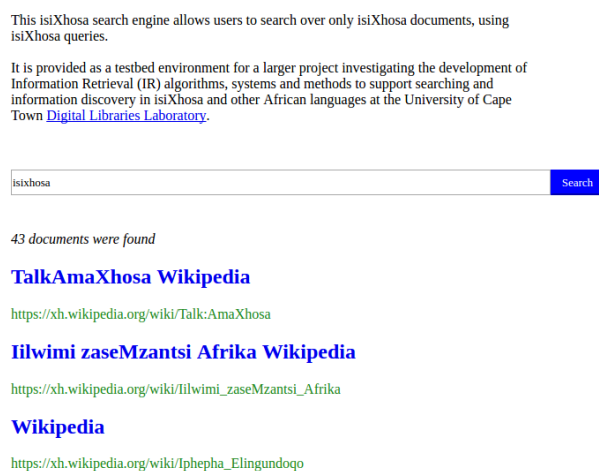 This isiXhosa search engine allows users to search over only isiXhosa documents, using
isiXhosa queries.
It is provided as a testbed environment for a larger project investigating the development of
Information Retrieval (IR) algorithms, systems and methods to support searching and
information discovery in isiXhosa and other African languages at the University of Cape
Town Digital Libraries Laboratory.
isixhosa
Search
43 documents were found
TalkAmaXhosa Wikipedia
https://xh.wikipedia.org/wiki/Talk:AmaXhosa
Iilwimi zaseMzantsi Afrika Wikipedia
https://xh.wikipedia.org/wiki/Iilwimi_zaseMzantsi_Afrika
Wikipedia
https://xh.wikipedia.org/wiki/Iphepha_Elingundoqo